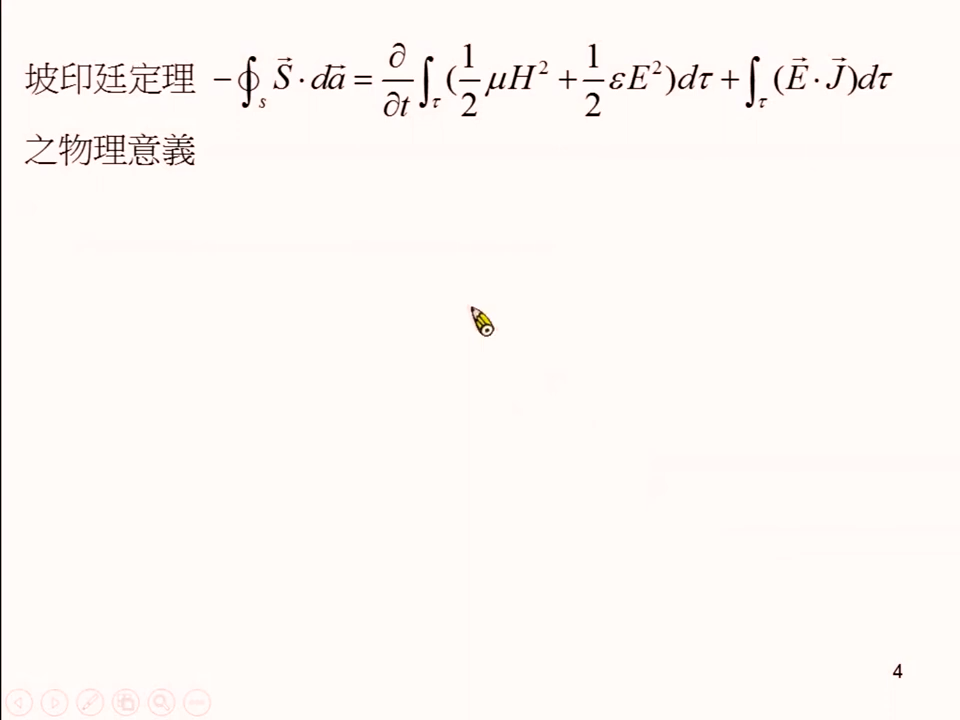 坡印廷定理 $-\oint_s \vec{S} \cdot d\vec{a} = \frac{\partial}{\partial t} \int_\tau (\frac{1}{2} \mu H^2 + \frac{1}{2} \varepsilon E^2) d\tau + \int_\tau (\vec{E} \cdot \vec{J}) d\tau$
之物理意義
4